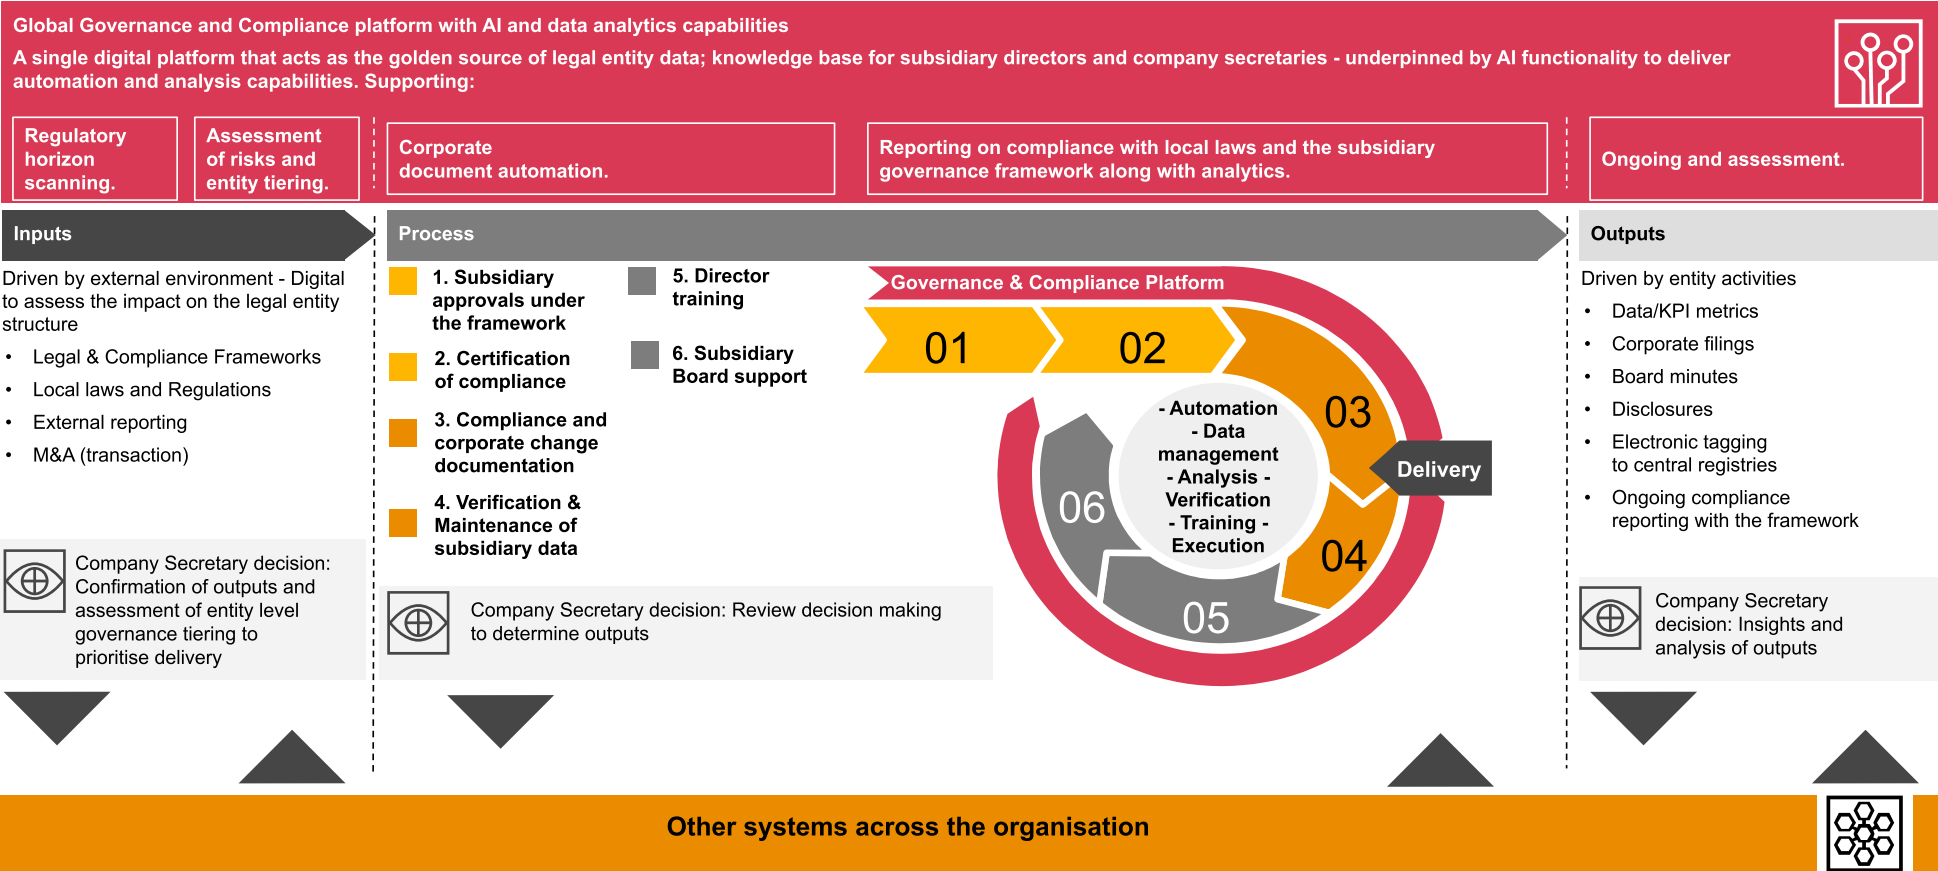 Global Governance and Compliance platform with AI and data analytics capabilities
A single digital platform that acts as the golden source of legal entity data; knowledge base for subsidiary directors and company secretaries - underpinned by AI functionality to deliver
automation and analysis capabilities. Supporting:
Regulatory
horizon
scanning.
Assessment
of risks and
entity tiering.
Corporate
document automation.
Reporting on compliance with local laws and the subsidiary
governance framework along with analytics.
Ongoing and assessment.
Inputs
Driven by external environment - Digital
to assess the impact on the legal entity
structure
• Legal & Compliance Frameworks
• Local laws and Regulations
• External reporting
• M&A (transaction)
Company Secretary decision:
Confirmation of outputs and
assessment of entity level
governance tiering to
prioritise delivery
Process
1. Subsidiary
approvals under
the framework
2. Certification
of compliance
3. Compliance and
corporate change
documentation
4. Verification &
Maintenance of
subsidiary data
5. Director
training
6. Subsidiary
Board support
Company Secretary decision: Review decision making
to determine outputs
Governance & Compliance Platform
01
02
03
04
05
06
- Automation
- Data
management
- Analysis -
Verification
- Training -
Execution
Delivery
Outputs
Driven by entity activities
• Data/KPI metrics
• Corporate filings
• Board minutes
• Disclosures
• Electronic tagging
to central registries
• Ongoing compliance
reporting with the framework
Company Secretary
decision: Insights and
analysis of outputs
Other systems across the organisation